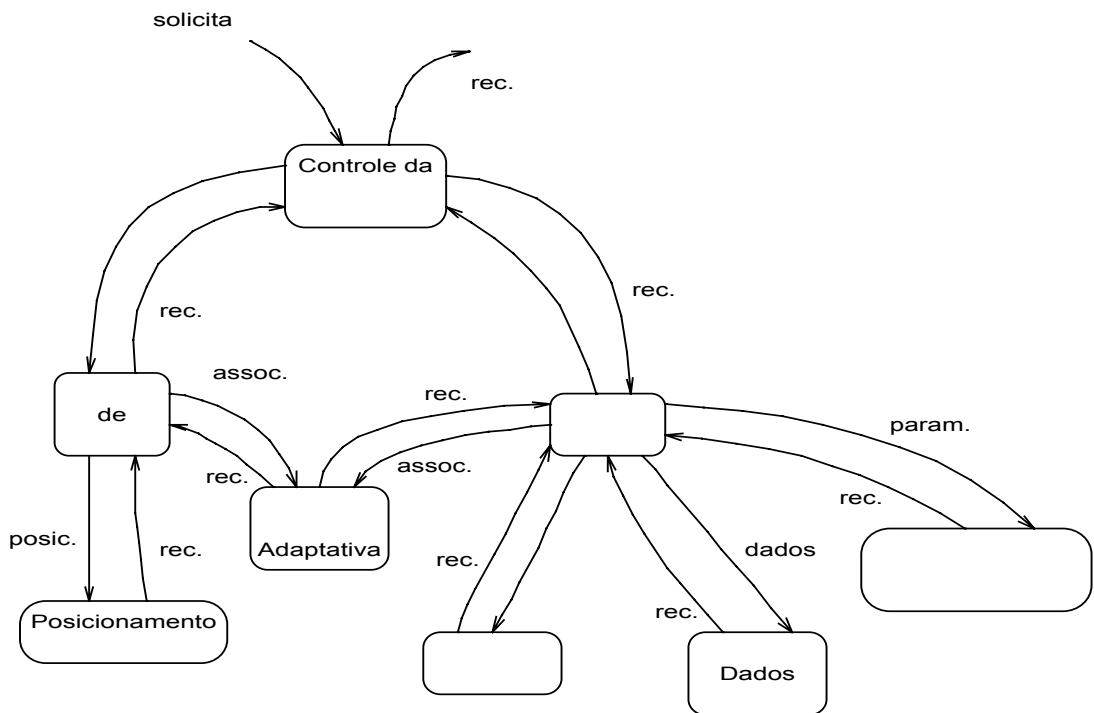 solicita
rec.
Controle da
rec.
rec.
assoc.
rec.
de
param.
assoc.
rec.
rec.
Adaptativa
posic.
rec.
rec.
dados
rec.
Posicionamento
Dados